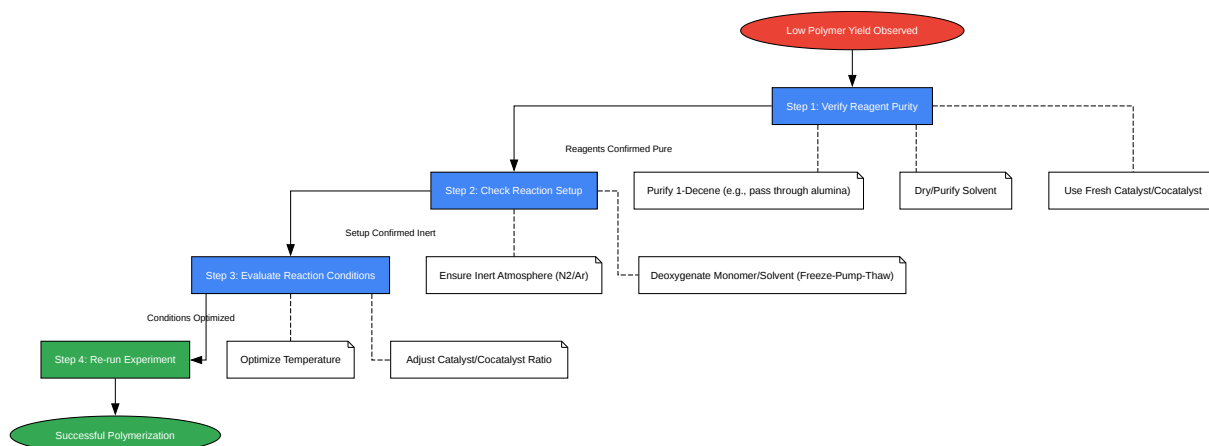 Low Polymer Yield Observed
Step 1: Verify Reagent Purity
Reagents Confirmed Pure
Step 2: Check Reaction Setup
Purify 1-Decene (e.g., pass through alumina)
Dry/Purify Solvent
Use Fresh Catalyst/Cocatalyst
Setup Confirmed Inert
Step 3: Evaluate Reaction Conditions
Ensure Inert Atmosphere (N2/Ar)
Deoxygenate Monomer/Solvent (Freeze-Pump-Thaw)
Conditions Optimized
Step 4: Re-run Experiment
Optimize Temperature
Adjust Catalyst/Cocatalyst Ratio
Successful Polymerization